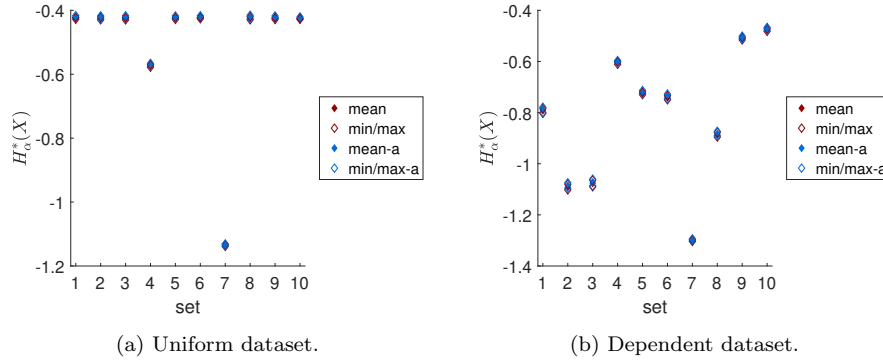 -0.4
-0.6
-0.8
-1
-1.2
H*α(X)
1 2 3 4 5 6 7 8 9 10
set
mean
min/max
mean-a
min/max-a
(a) Uniform dataset.
-0.4
-0.6
-0.8
-1
-1.2
-1.4
H*α(X)
1 2 3 4 5 6 7 8 9 10
set
mean
min/max
mean-a
min/max-a
(b) Dependent dataset.